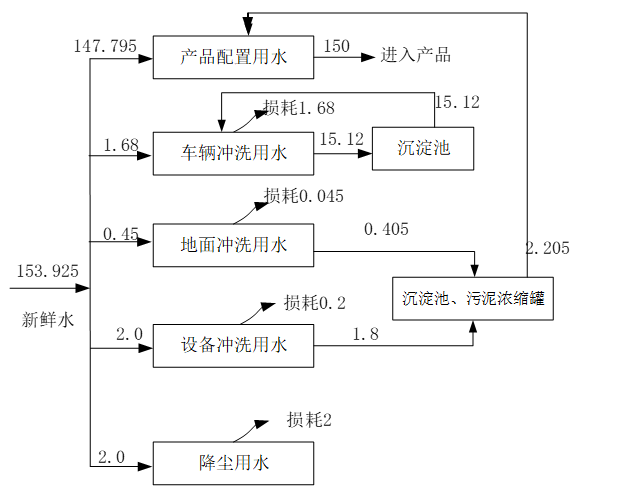 147.795
产品配置用水
150
进入产品
损耗1.68
15.12
1.68
车辆冲洗用水
15.12
沉淀池
损耗0.045
0.45
地面冲洗用水
0.405
2.205
153.925
新鲜水
沉淀池、污泥浓缩罐
损耗0.2
2.0
设备冲洗用水
1.8
损耗2
2.0
降尘用水